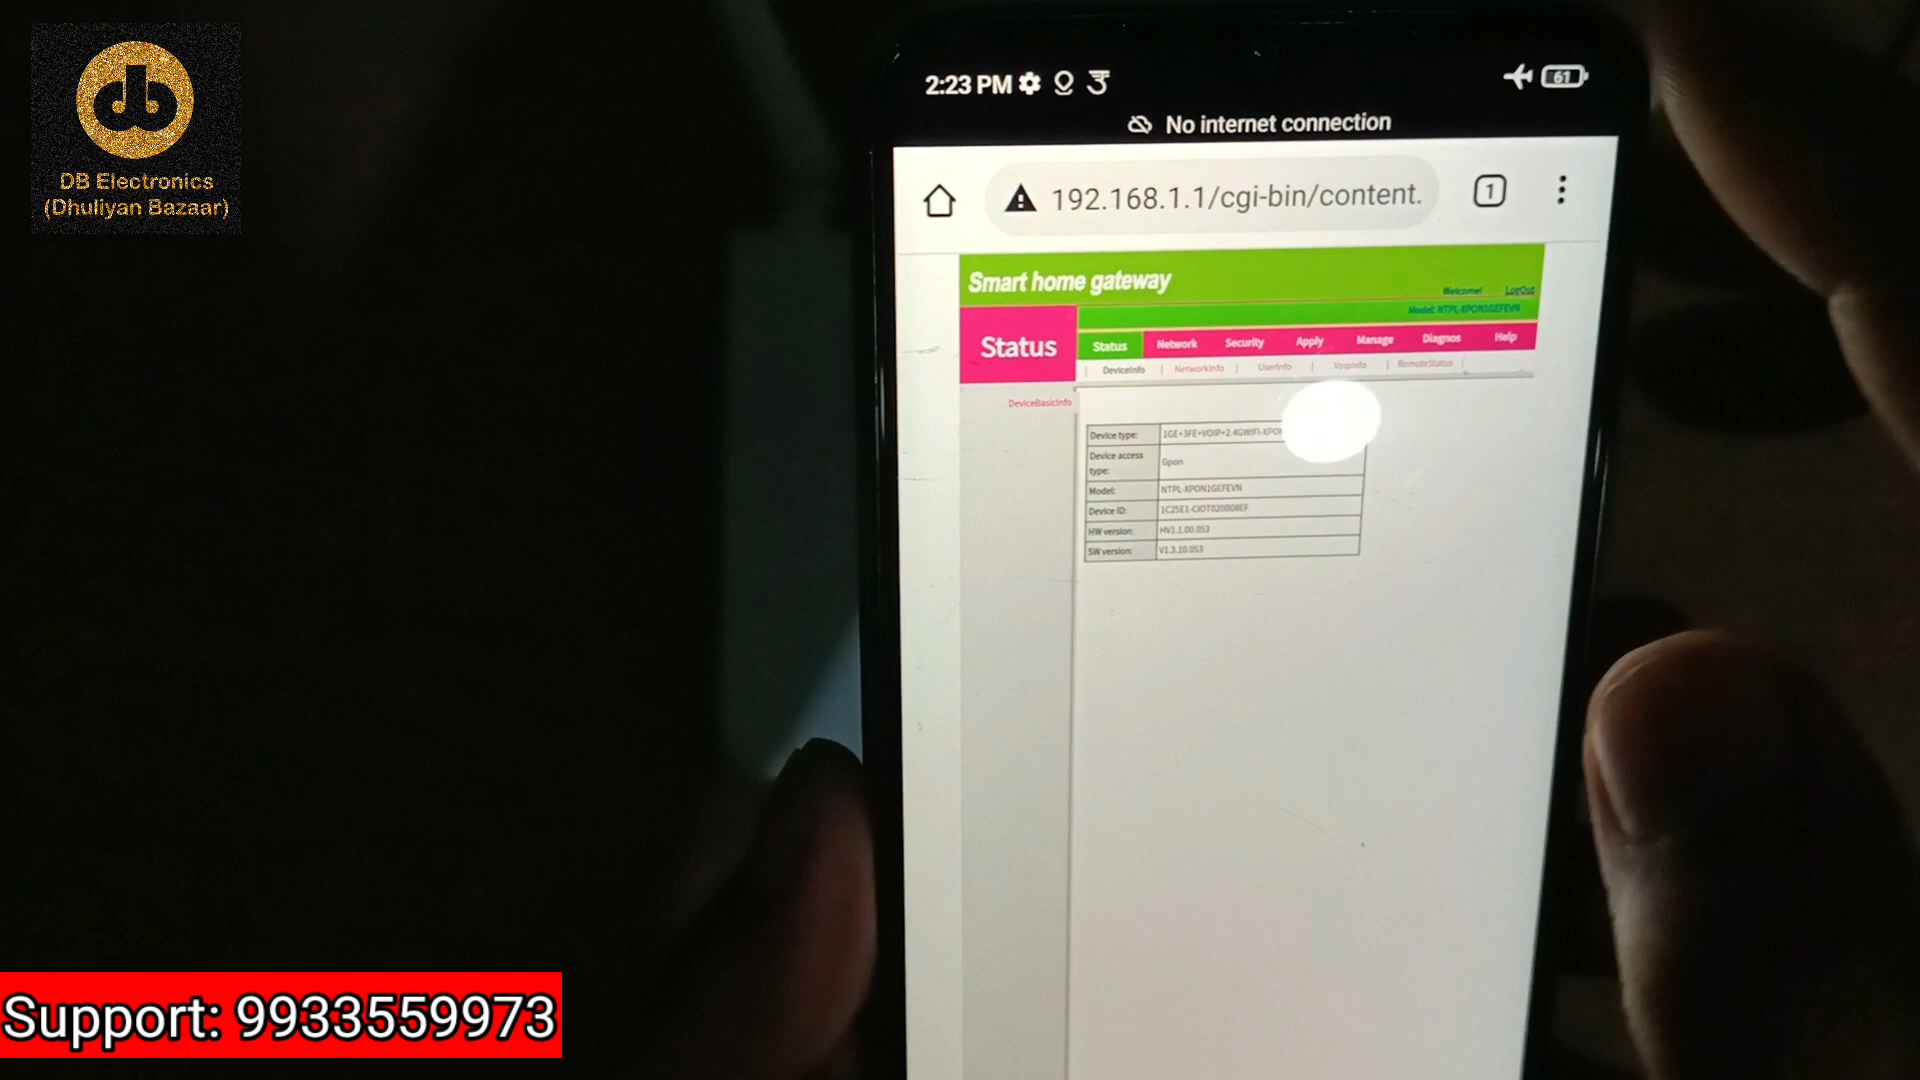 DB Electronics
(Dhuliyan Bazaar)
2:23 PM
61
No internet connection
192.168.1.1/cgi-bin/content.
1
Smart home gateway
Welcome! LogOut
Model: NTPL-XPON1GEFEVN
Status
Status Network Security Apply Manage Diagnos Help
DeviceInfo | NetworkInfo | UserInfo | VoipInfo | RemoteStatus |
DeviceBasicInfo
Device type: 1GE+3FE+VOIP+2.4GWIFI-XPON
Device access type: Gpon
Model: NTPL-XPON1GEFEVN
Device ID:
HW version: HV1.1.00.053
SW version: V1.3.10.053
Support: 9933559973